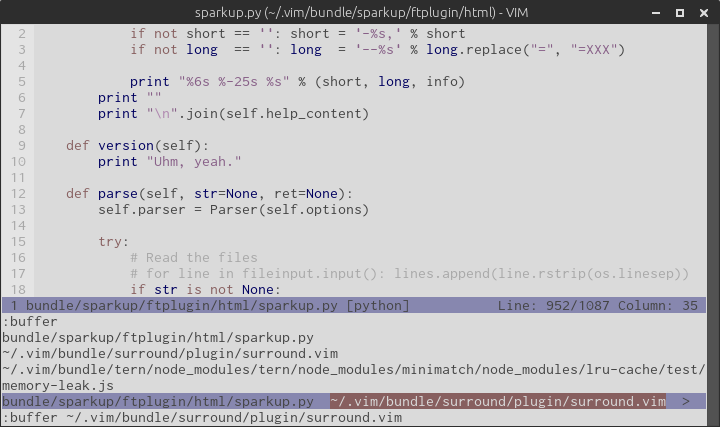 sparkup.py (~/.vim/bundle/sparkup/ftplugin/html) - VIM
2             if not short == '': short = '-%s,' % short
3             if not long  == '': long  = '--%s' % long.replace("=", "=XXX")
4
5             print "%6s %-25s %s" % (short, long, info)
6         print ""
7         print "\n".join(self.help_content)
8
9     def version(self):
10         print "Uhm, yeah."
11
12     def parse(self, str=None, ret=None):
13         self.parser = Parser(self.options)
14
15         try:
16             # Read the files
17             # for line in fileinput.input(): lines.append(line.rstrip(os.linesep))
18             if str is not None:
1 bundle/sparkup/ftplugin/html/sparkup.py [python]           Line: 952/1087 Column: 35
:buffer
bundle/sparkup/ftplugin/html/sparkup.py
~/.vim/bundle/surround/plugin/surround.vim
~/.vim/bundle/tern/node_modules/tern/node_modules/minimatch/node_modules/lru-cache/test/
memory-leak.js
bundle/sparkup/ftplugin/html/sparkup.py  ~/.vim/bundle/surround/plugin/surround.vim  >
:buffer ~/.vim/bundle/surround/plugin/surround.vim